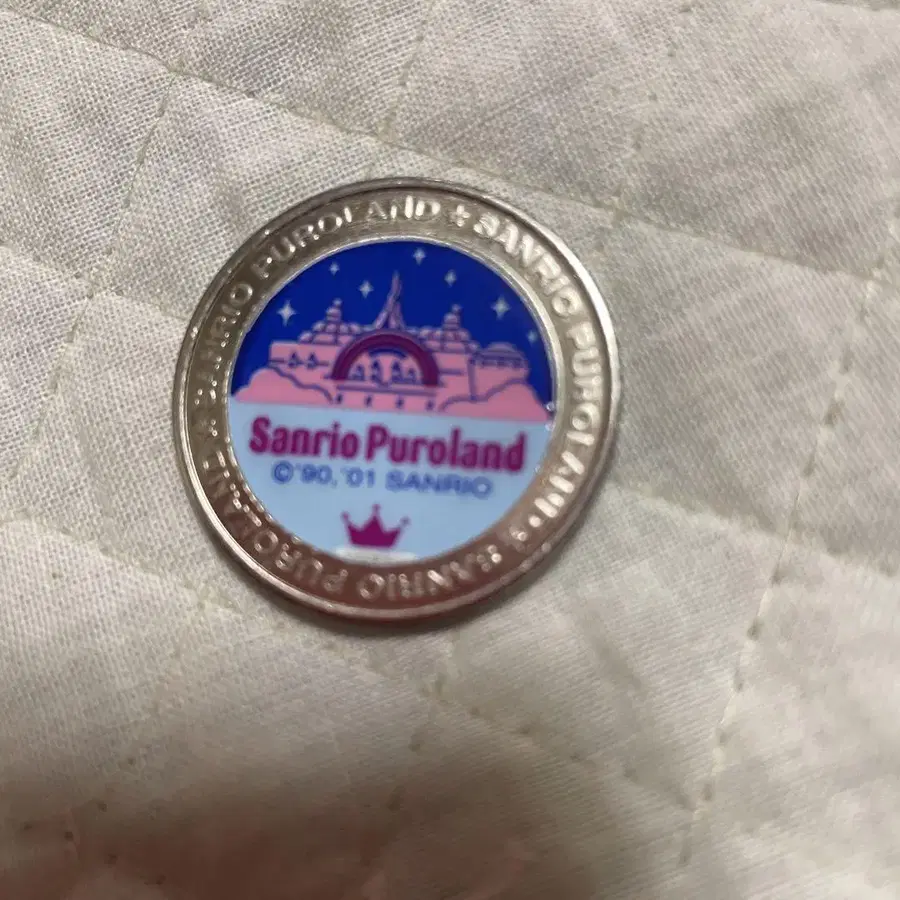 SANRIO PUROLAND ★ SANRIO PUROLAND ★ SANRIO PUROLAND ★
Sanrio Puroland
©'90,'01 SANRIO